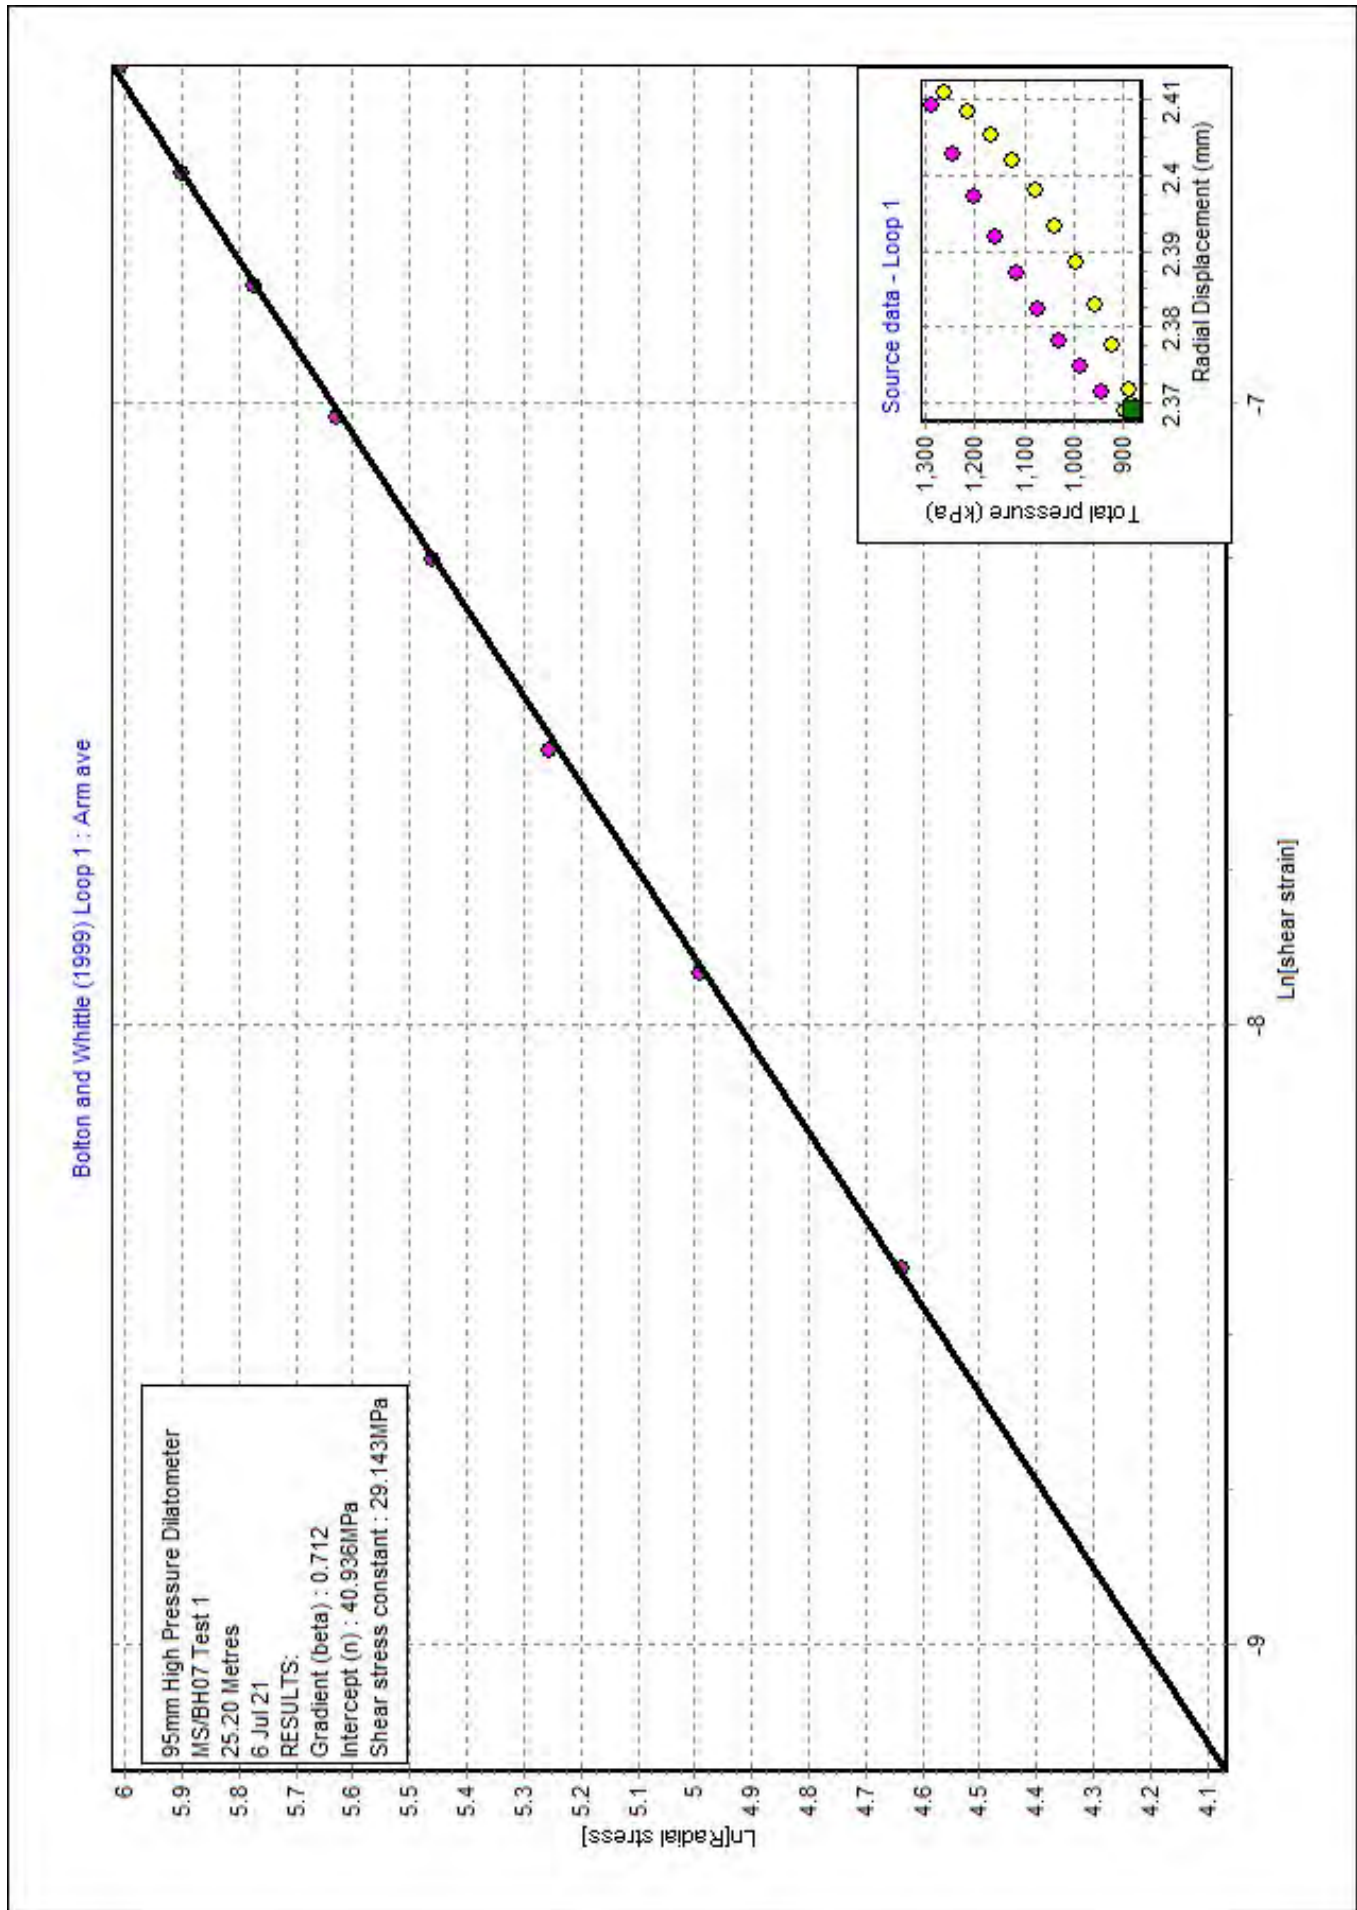 Bolton and Whittle (1999) Loop 1 : Arm ave
95mm High Pressure Dilatometer
MS/BH07 Test 1
25.20 Metres
6 Jul 21
RESULTS:
Gradient (beta) : 0.712
Intercept (n) : 40.936MPa
Shear stress constant : 29.143MPa
Ln[Radial stress]
6
5.9
5.8
5.7
5.6
5.5
5.4
5.3
5.2
5.1
5
4.9
4.8
4.7
4.6
4.5
4.4
4.3
4.2
4.1
-9
-8
-7
Ln[shear strain]
Source data - Loop 1
Total pressure (kPa)
1,300
1,200
1,100
1,000
900
2.37
2.38
2.39
2.4
2.41
Radial Displacement (mm)